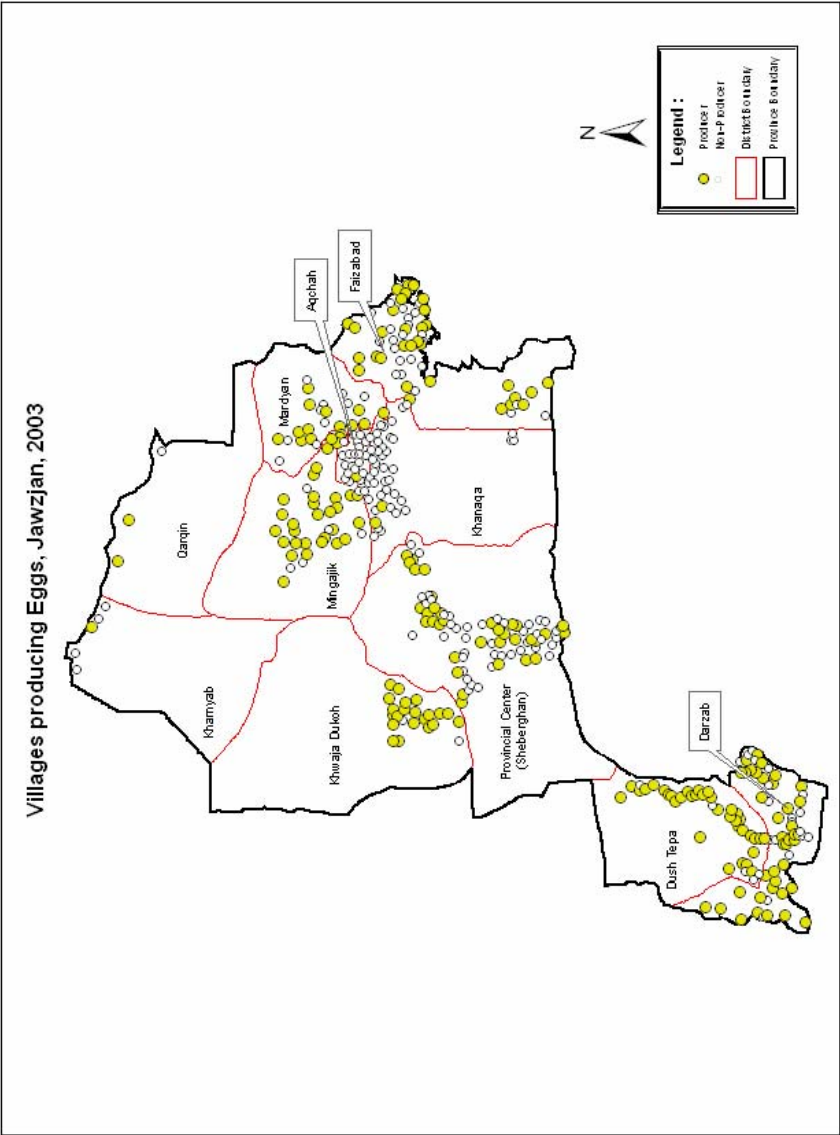 Villages producing Eggs, Jawzjan, 2003
N
Legend :
Producer
Non-Producer
District Boundary
Province Boundary
Aqchah
Faizabad
Mardyan
Qarqin
Mingajik
Khanaqa
Khamyab
Khwaja Dukoh
Provincial Center
(Sheberghan)
Darzab
Dush Tepa